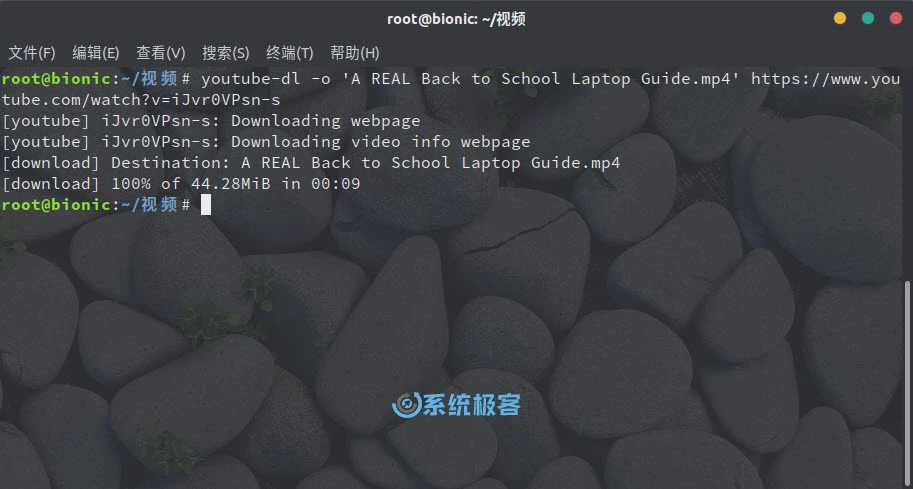 root@bionic: ~/视频
文件(F) 编辑(E) 查看(V) 搜索(S) 终端(T) 帮助(H)
root@bionic:~/视频# youtube-dl -o 'A REAL Back to School Laptop Guide.mp4' https://www.you
tube.com/watch?v=iJvr0VPsn-s
[youtube] iJvr0VPsn-s: Downloading webpage
[youtube] iJvr0VPsn-s: Downloading video info webpage
[download] Destination: A REAL Back to School Laptop Guide.mp4
[download] 100% of 44.28MiB in 00:09
root@bionic:~/视频#
系统极客